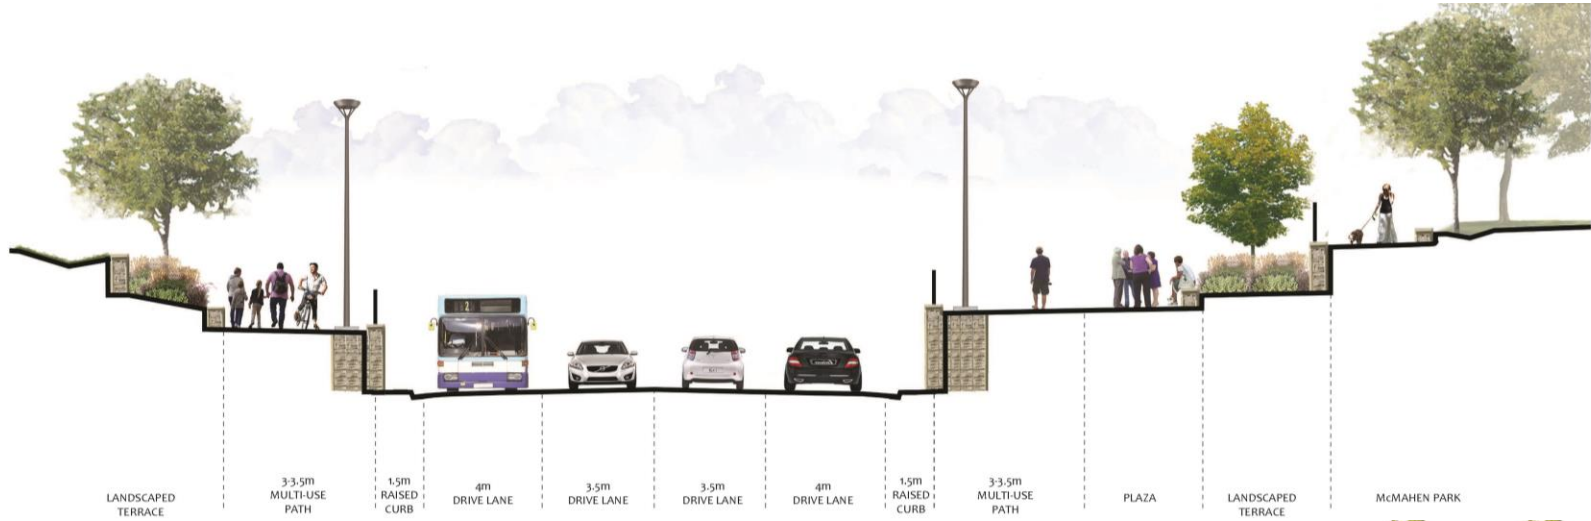 2
LANDSCAPED
TERRACE
3-3.5m
MULTI-USE
PATH
1.5m
RAISED
CURB
4m
DRIVE LANE
3.5m
DRIVE LANE
3.5m
DRIVE LANE
4m
DRIVE LANE
1.5m
RAISED
CURB
3-3.5m
MULTI-USE
PATH
PLAZA
LANDSCAPED
TERRACE
McMAHEN PARK